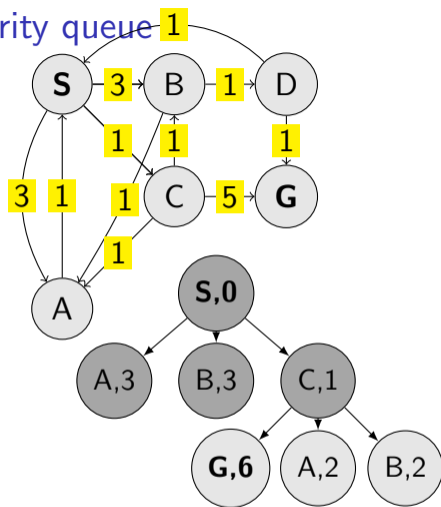 rity queue 1
S 3 B 1 D
1 1 1
3 1 1 C 5 G
1
A
S,0
A,3 B,3 C,1
G,6 A,2 B,2